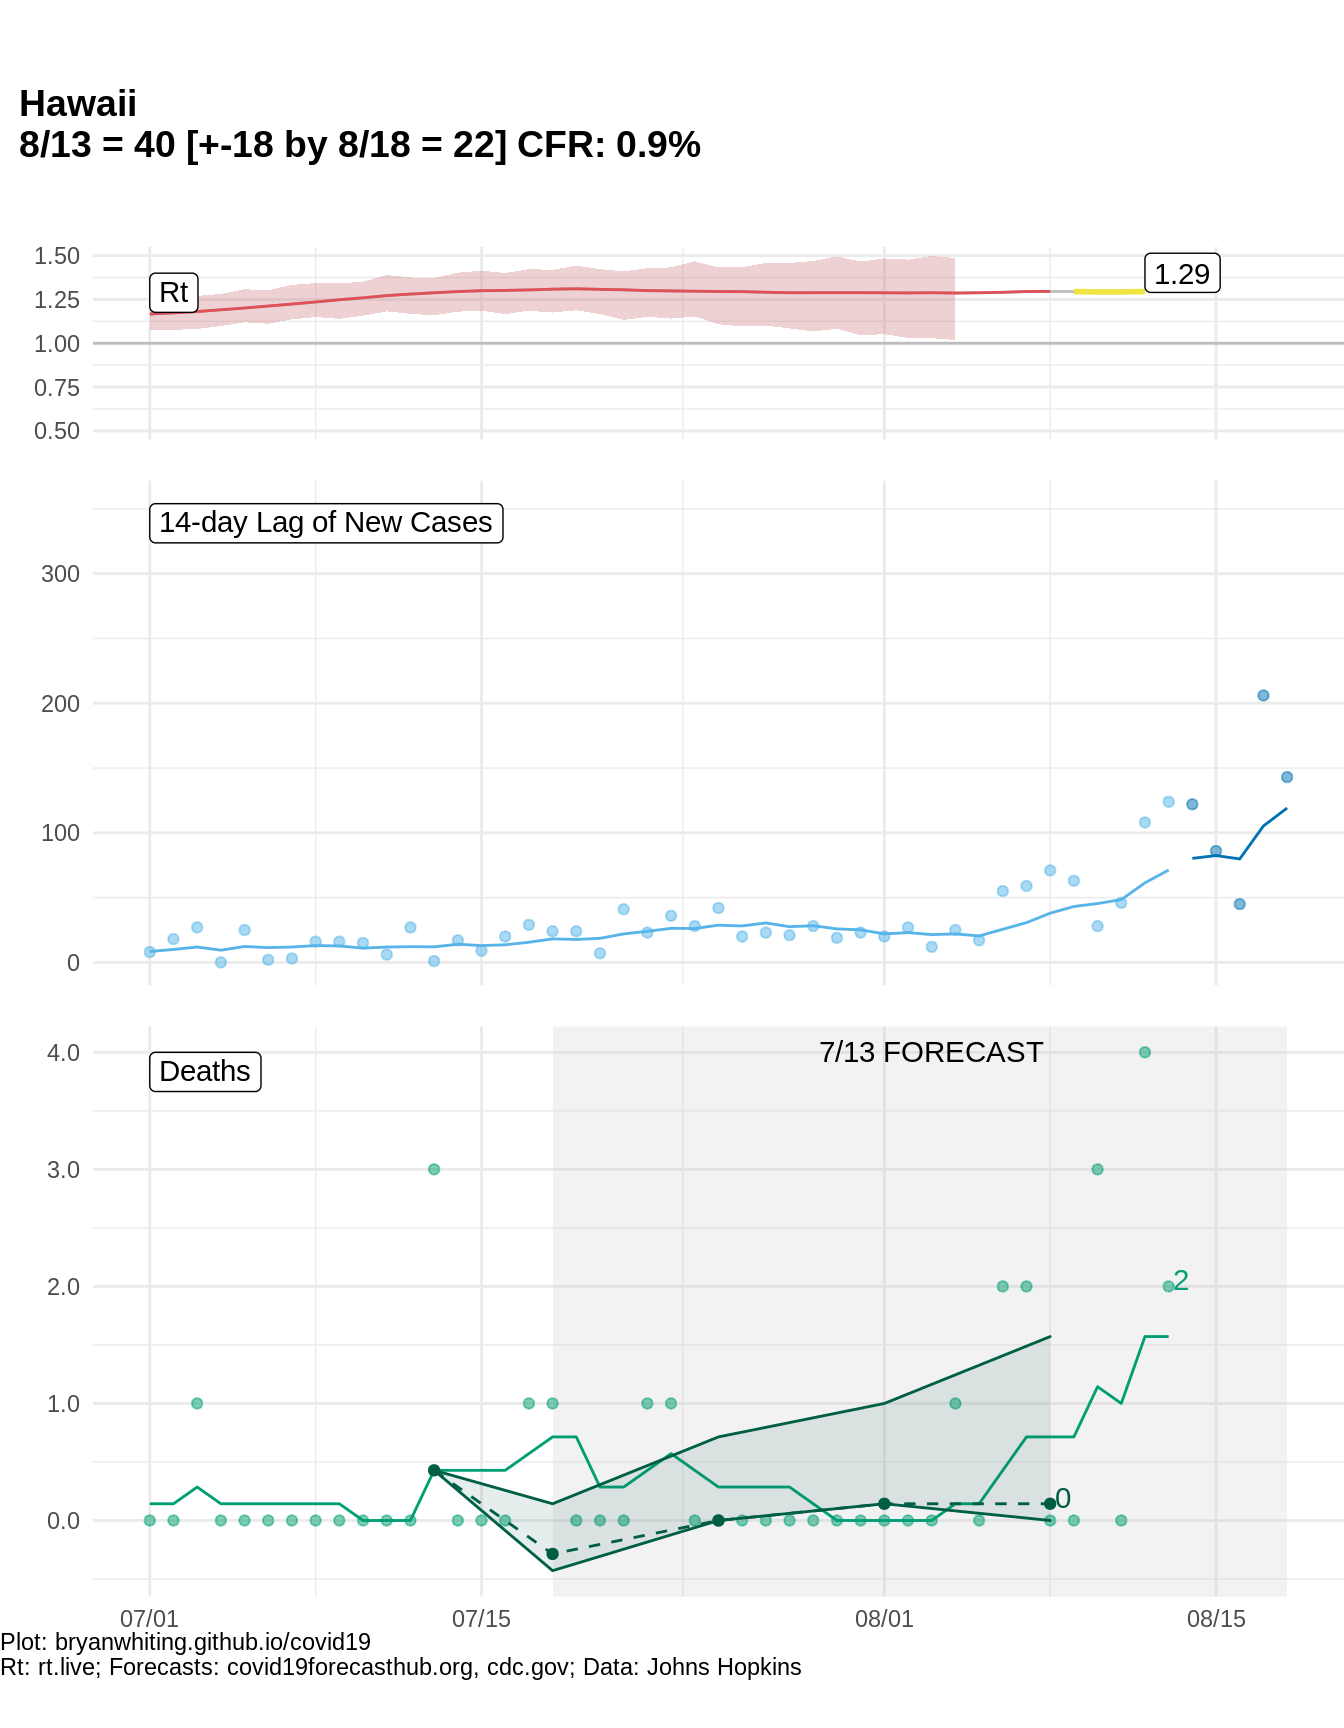 Hawaii
8/13 = 40 [+-18 by 8/18 = 22] CFR: 0.9%
1.50
1.25
1.00
0.75
0.50
Rt
1.29
14-day Lag of New Cases
300
200
100
0
4.0
3.0
2.0
1.0
0.0
Deaths
7/13 FORECAST
2
0
07/01
07/15
08/01
08/15
Plot: bryanwhiting.github.io/covid19
Rt: rt.live; Forecasts: covid19forecasthub.org, cdc.gov; Data: Johns Hopkins